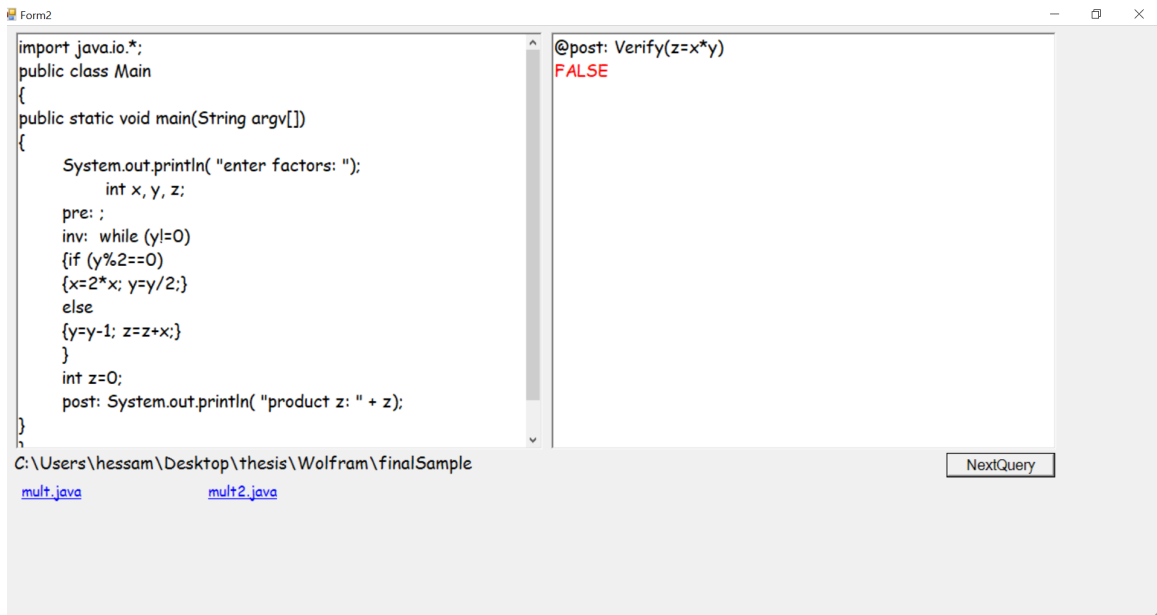 Form2
import java.io.*;
public class Main
{
public static void main(String argv[])
{
System.out.println( "enter factors: ");
int x, y, z;
pre: ;
inv:  while (y!=0)
{if (y%2==0)
{x=2*x; y=y/2;}
else
{y=y-1; z=z+x;}
}
int z=0;
post: System.out.println( "product z: " + z);
}
@post: Verify(z=x*y)
FALSE
C:\Users\hessam\Desktop\thesis\Wolfram\finalSample
NextQuery
mult.java
mult2.java